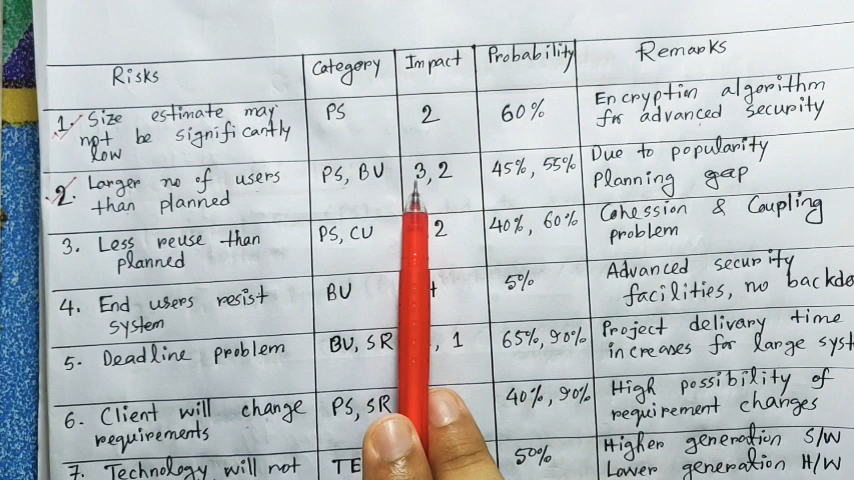 Risks Category Impact Probability Remarks
1. Size estimate may PS 2 60% Encryption algorithm
not be significantly for advanced security
low
2. Larger no of users PS, BU 3, 2 45%, 55% Due to popularity
than planned Planning gap
3. Less reuse than PS, CU 2 40%, 60% Cohession & Coupling
planned problem
4. End users resist BU 5% Advanced security
system facilities, no
5. Deadline problem BU, SR , 1 65%, 90% Project delivary time
increases for large
6. Client will change PS, SR 40%, 90% High possibility of
requirements requirement changes
7. Technology will not TE 50% Higher generation S/W
Lower generation H/W